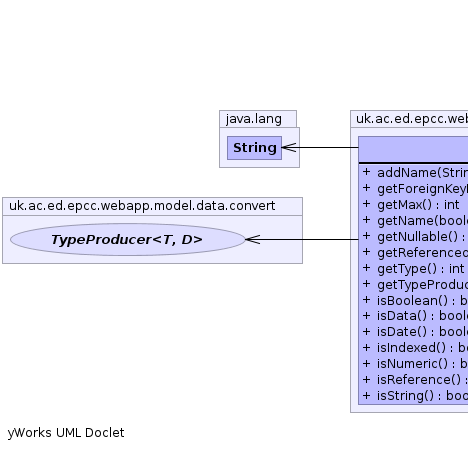 java.lang
String
uk.ac.ed.epcc.web
uk.ac.ed.epcc.webapp.model.data.convert
TypeProducer<T, D>
+ addName(Strin
+ getForeignKey
+ getMax() : int
+ getName(boole
+ getNullable() :
+ getReferenced
+ getType() : int
+ getTypeProduc
+ isBoolean() : b
+ isData() : boole
+ isDate() : boole
+ isIndexed() : bo
+ isNumeric() : b
+ isReference() :
+ isString() : boo
yWorks UML Doclet